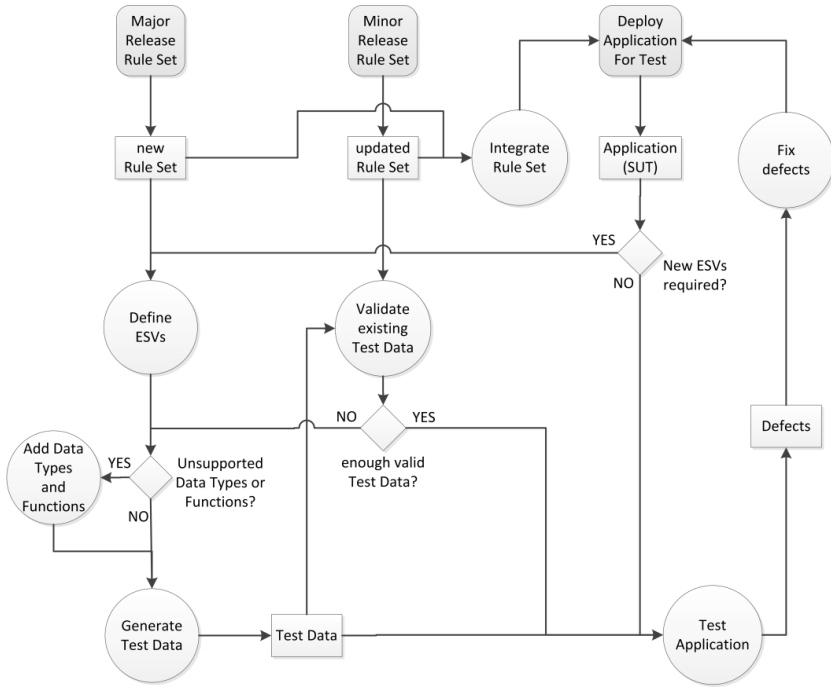 Major
Release
Rule Set
Minor
Release
Rule Set
Deploy
Application
For Test
new
Rule Set
updated
Rule Set
Integrate
Rule Set
Application
(SUT)
Fix
defects
YES
NO
New ESVs
required?
Define
ESVs
Validate
existing
Test Data
NO
YES
enough valid
Test Data?
Defects
Add Data
Types
and
Functions
YES
NO
Unsupported
Data Types or
Functions?
Generate
Test Data
Test Data
Test
Application